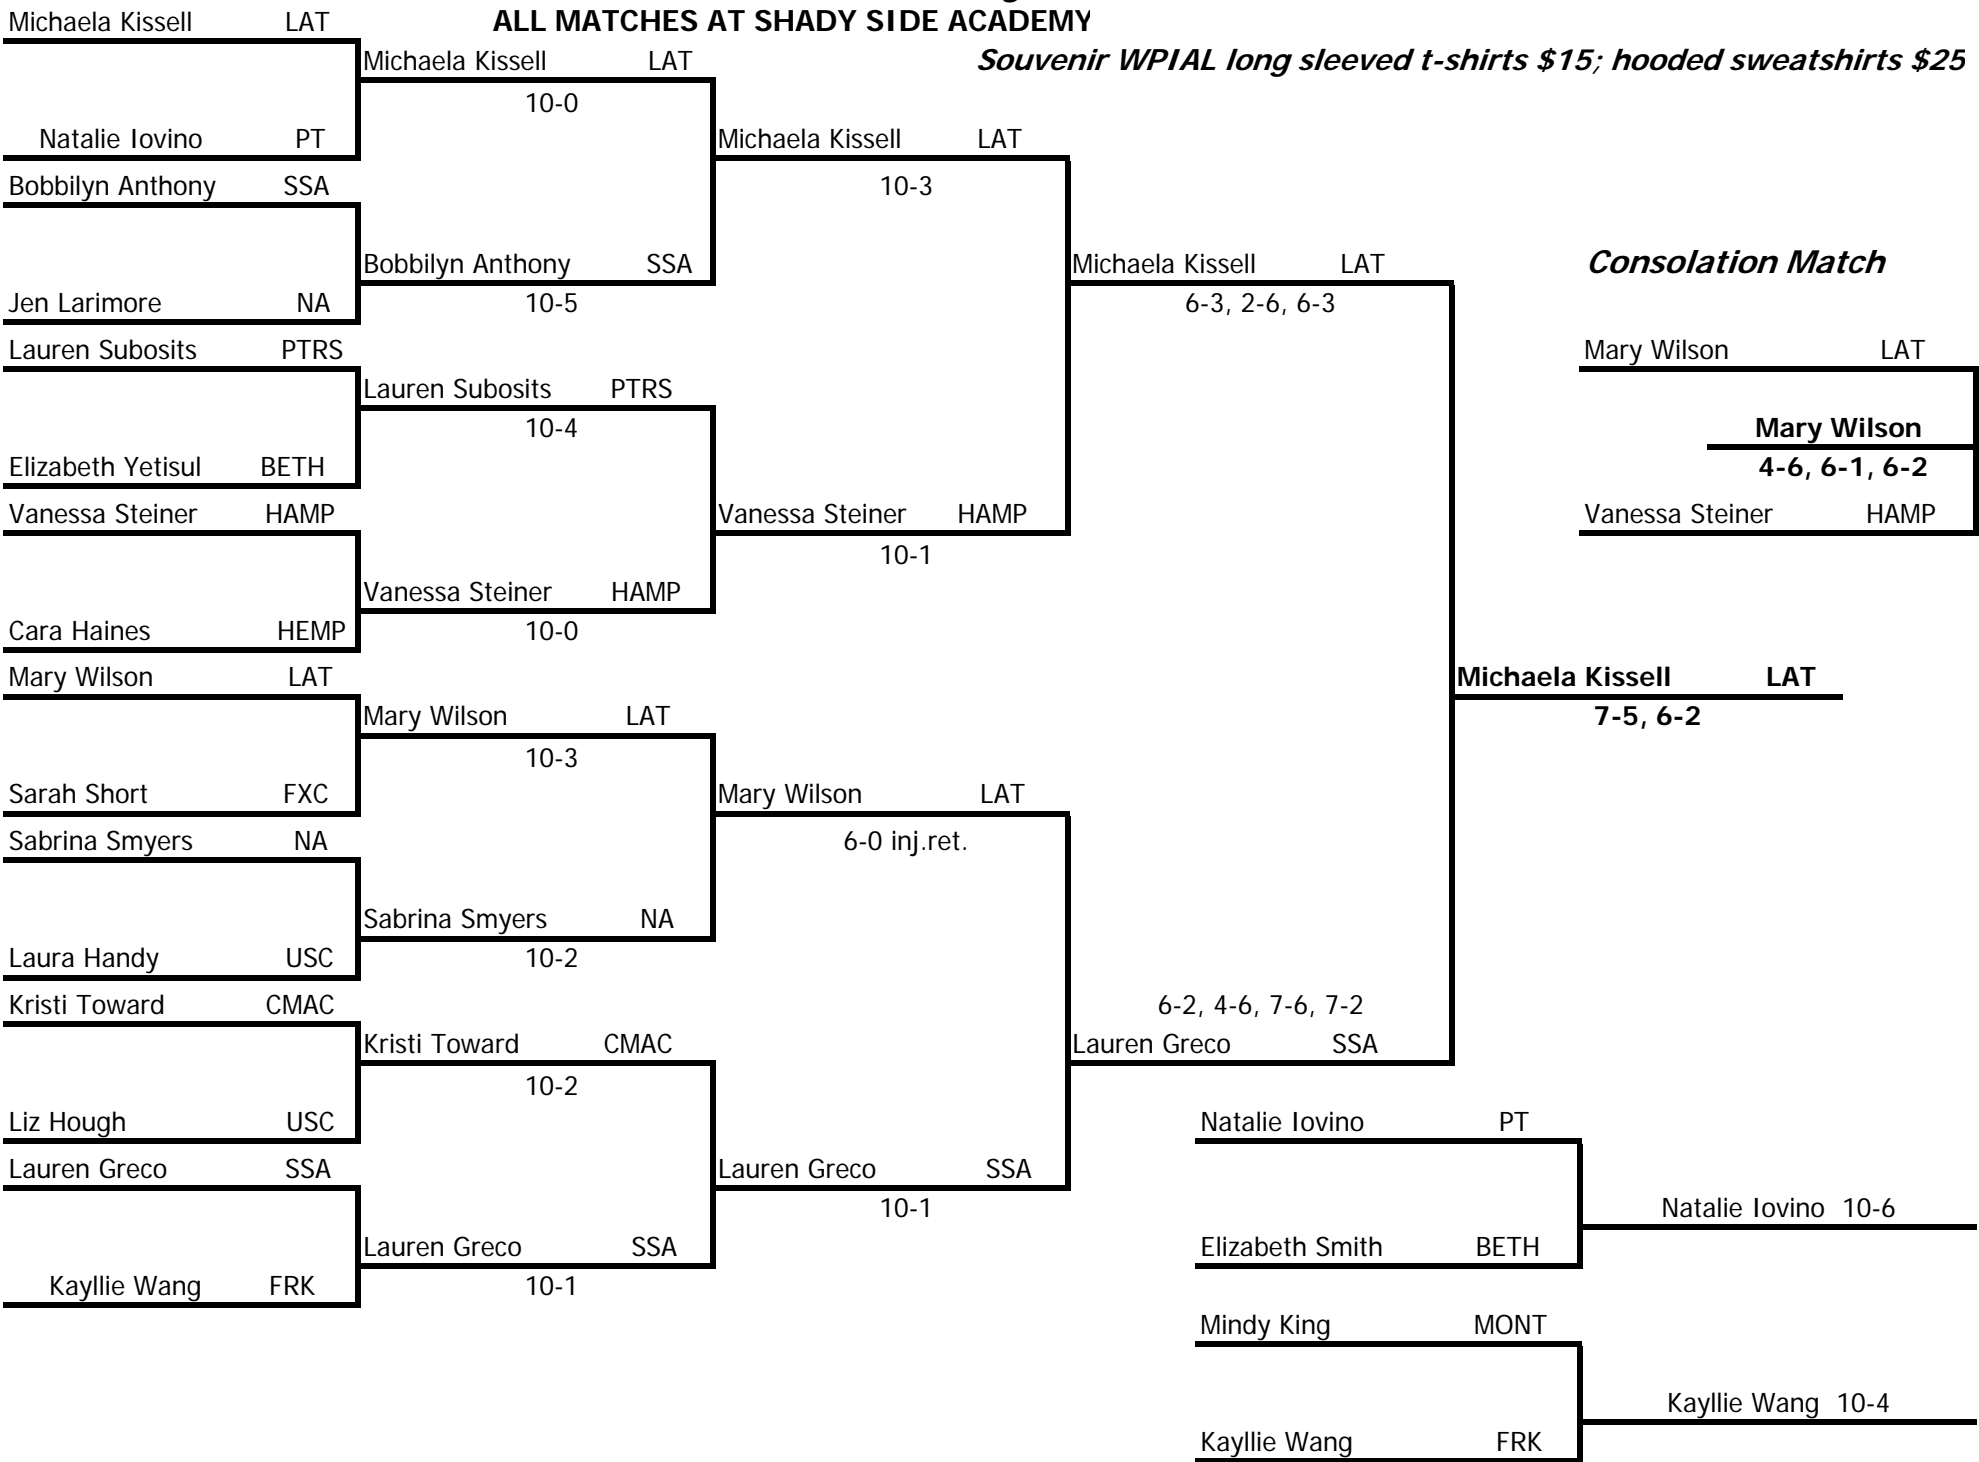 ALL MATCHES AT SHADY SIDE ACADEMY
Michaela Kissell LAT
Michaela Kissell LAT
Souvenir WPIAL long sleeved t-shirts $15; hooded sweatshirts $25
10-0
Natalie Iovino PT
Michaela Kissell LAT
Bobbilyn Anthony SSA
10-3
Bobbilyn Anthony SSA
Michaela Kissell LAT
Consolation Match
Jen Larimore NA
10-5
6-3, 2-6, 6-3
Lauren Subosits PTRS
Mary Wilson LAT
Lauren Subosits PTRS
10-4
Mary Wilson
Elizabeth Yetisul BETH
4-6, 6-1, 6-2
Vanessa Steiner HAMP
Vanessa Steiner HAMP
Vanessa Steiner HAMP
10-1
Vanessa Steiner HAMP
Cara Haines HEMP
10-0
Mary Wilson LAT
Michaela Kissell LAT
Mary Wilson LAT
7-5, 6-2
10-3
Sarah Short FXC
Mary Wilson LAT
Sabrina Smyers NA
6-0 inj.ret.
Sabrina Smyers NA
Laura Handy USC
10-2
Kristi Toward CMAC
6-2, 4-6, 7-6, 7-2
Kristi Toward CMAC
Lauren Greco SSA
10-2
Liz Hough USC
Natalie Iovino PT
Lauren Greco SSA
Lauren Greco SSA
10-1
Natalie Iovino 10-6
Lauren Greco SSA
Elizabeth Smith BETH
Kayllie Wang FRK
10-1
Mindy King MONT
Kayllie Wang 10-4
Kayllie Wang FRK